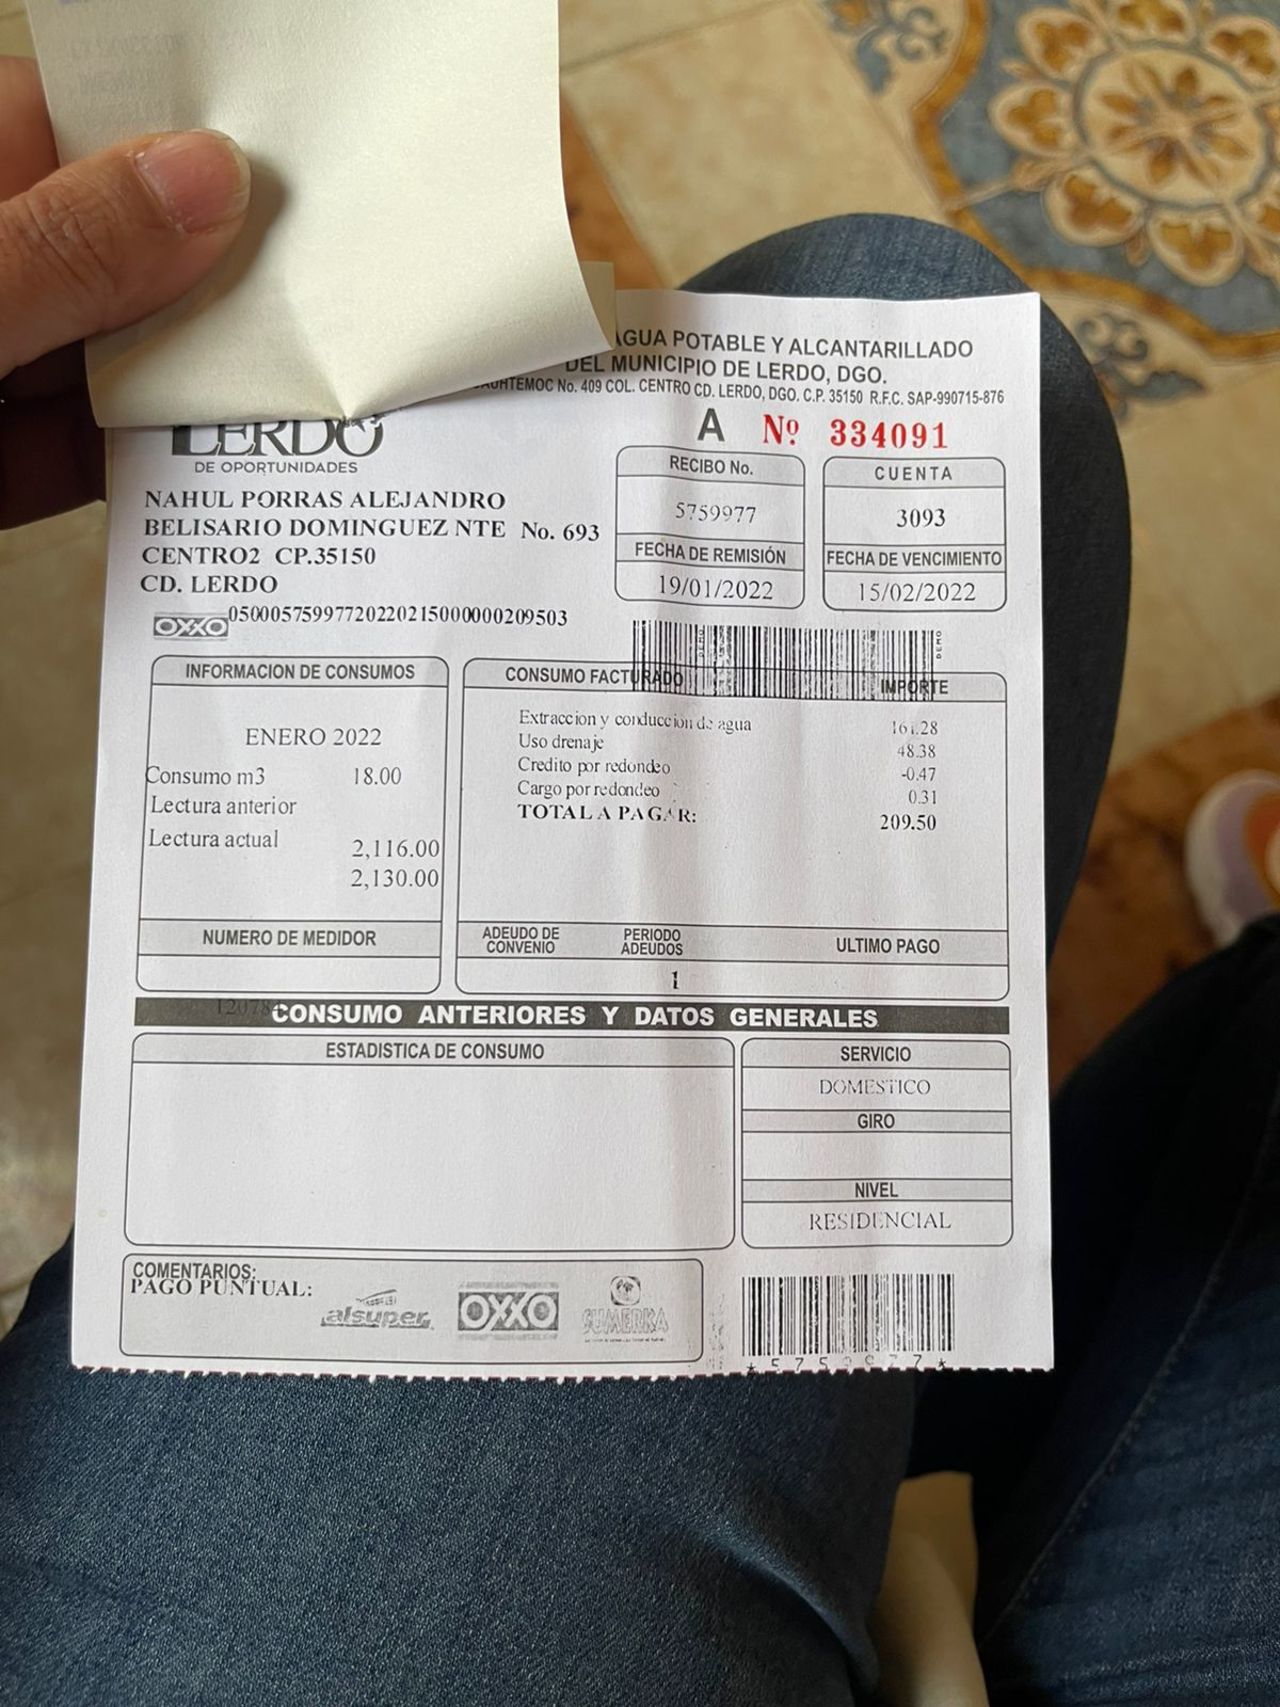 AGUA POTABLE Y ALCANTARILLADO
DEL MUNICIPIO DE LERDO, DGO.
No. 409 COL. CENTRO CD. LERDO, DGO. C.P. 35150 R.F.C. SAP-990715-876
LERDO
DE OPORTUNIDADES
A Nº 334091
NAHUL PORRAS ALEJANDRO
BELISARIO DOMINGUEZ NTE No. 693
CENTRO2 CP.35150
CD. LERDO
RECIBO No.
5759977
CUENTA
3093
FECHA DE REMISIÓN
19/01/2022
FECHA DE VENCIMIENTO
15/02/2022
OXXO 05000575997720220215000000209503
DEMO DEMO
INFORMACION DE CONSUMOS
ENERO 2022
Consumo m3 18.00
Lectura anterior
Lectura actual
2,116.00
2,130.00
NUMERO DE MEDIDOR
CONSUMO FACTURADO IMPORTE
Extraccion y conduccion de agua 161.28
Uso drenaje 48.38
Credito por redondeo -0.47
Cargo por redondeo 0.31
TOTAL A PAGAR: 209.50
ADEUDO DE CONVENIO
PERIODO ADEUDOS
1
ULTIMO PAGO
CONSUMO ANTERIORES Y DATOS GENERALES
ESTADISTICA DE CONSUMO
SERVICIO
DOMESTICO
GIRO
NIVEL
RESIDENCIAL
COMENTARIOS:
PAGO PUNTUAL:
alsuper
OXXO
SUMERKA
*5759977*